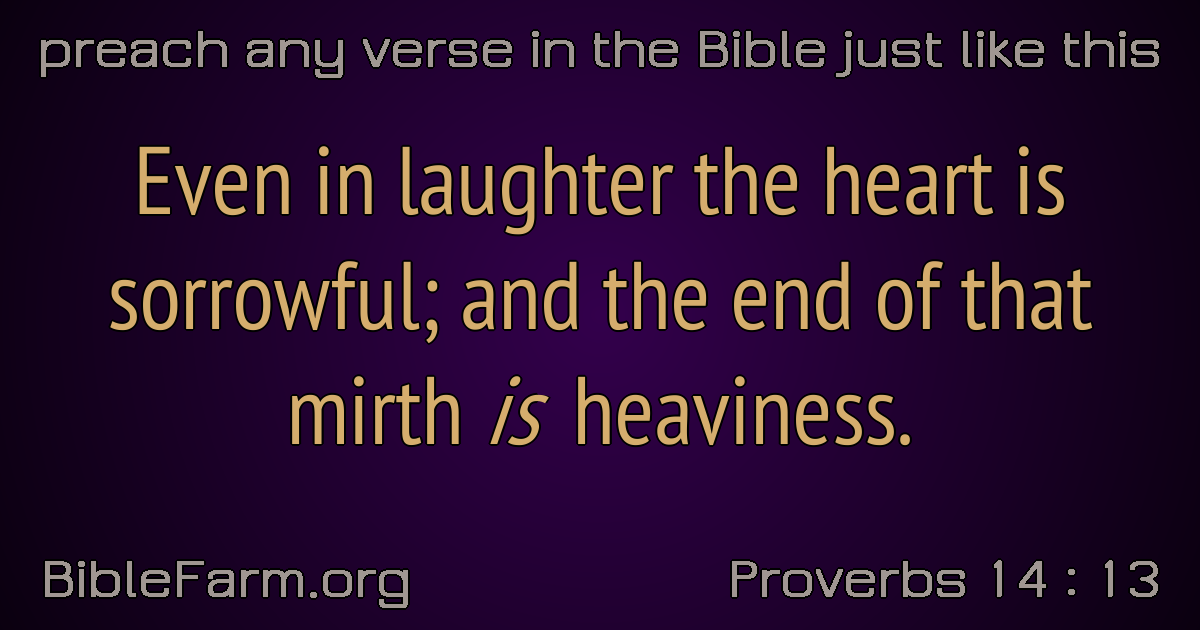 preach any verse in the Bible just like this
Even in laughter the heart is
sorrowful; and the end of that
mirth is heaviness.
BibleFarm.org
Proverbs 14 : 13